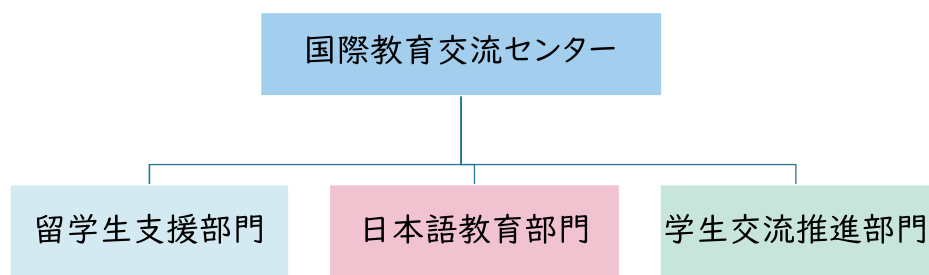 国際教育交流センター
留学生支援部門
日本語教育部門
学生交流推進部門